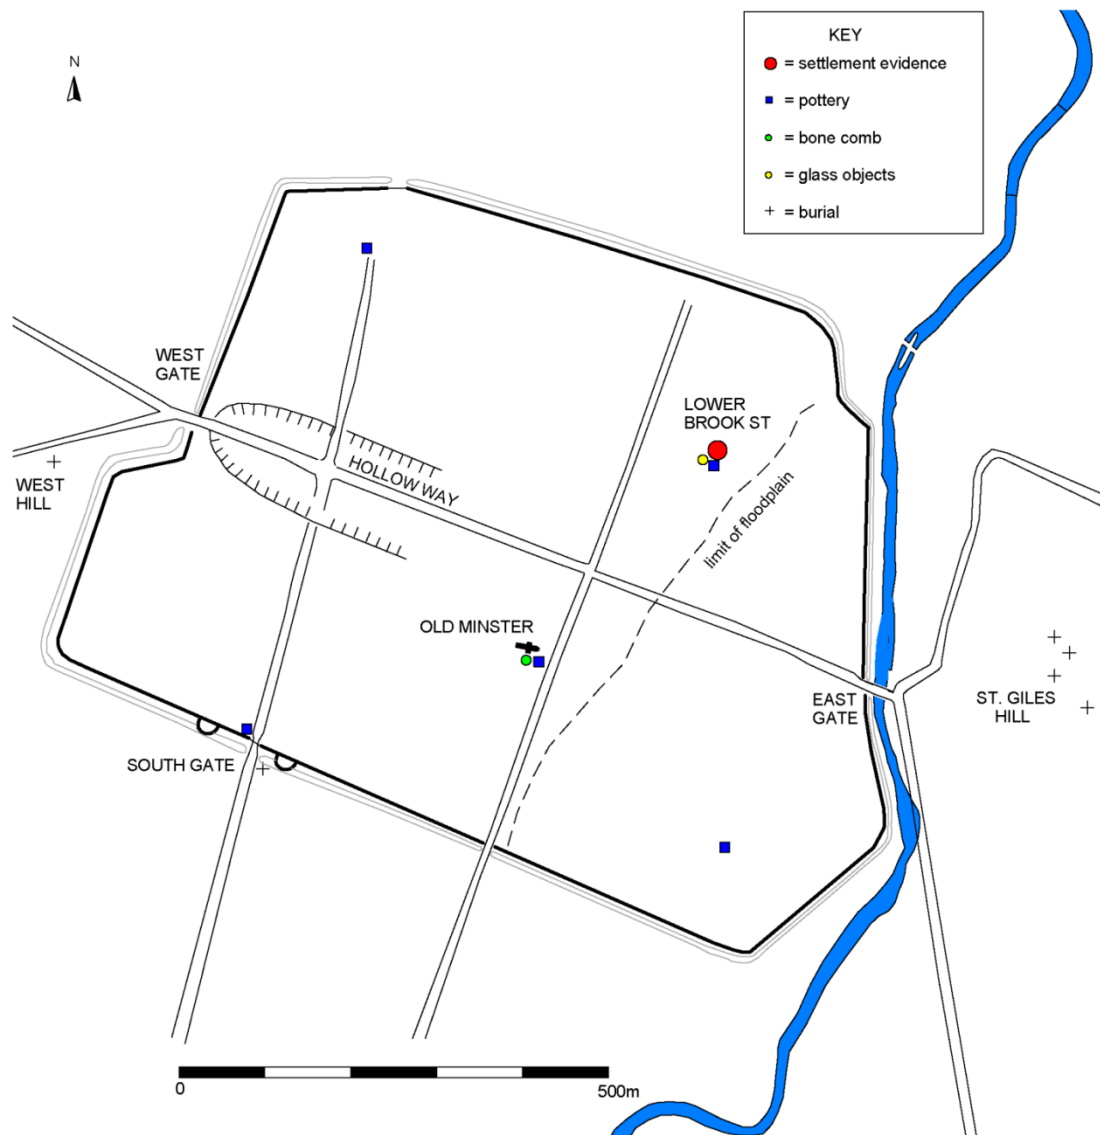 KEY
= settlement evidence
= pottery
= bone comb
= glass objects
= burial
N
WEST
GATE
LOWER
BROOK ST
HOLLOW WAY
WEST
HILL
limit of floodplain
OLD MINSTER
EAST
GATE
ST. GILES
HILL
SOUTH GATE
0
500m